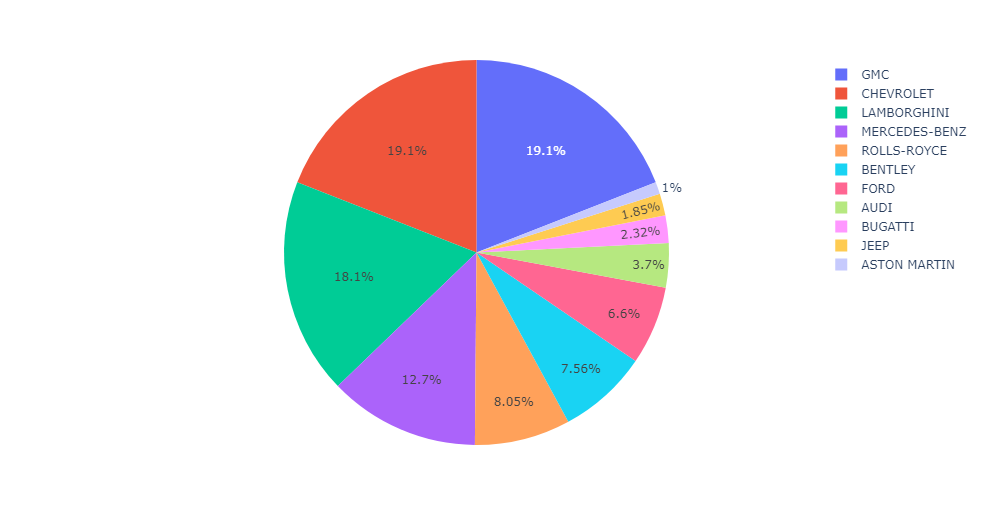 19.1%
19.1%
18.1%
12.7%
8.05%
7.56%
6.6%
3.7%
2.32%
1.85%
1%
GMC
CHEVROLET
LAMBORGHINI
MERCEDES-BENZ
ROLLS-ROYCE
BENTLEY
FORD
AUDI
BUGATTI
JEEP
ASTON MARTIN